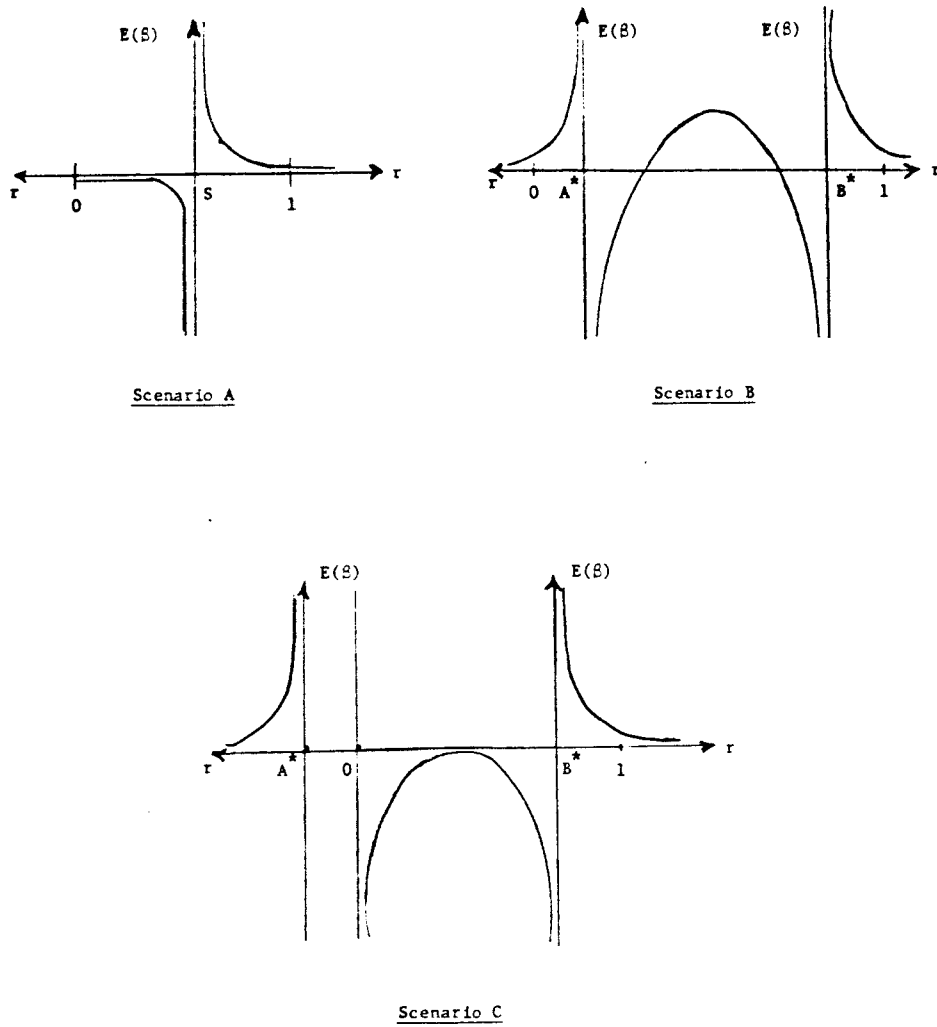 E(β)
r
0
S
1
r
Scenario A
E(β)
E(β)
r
0
A*
B*
1
r
Scenario B
E(β)
E(β)
r
A*
0
B*
1
r
Scenario C